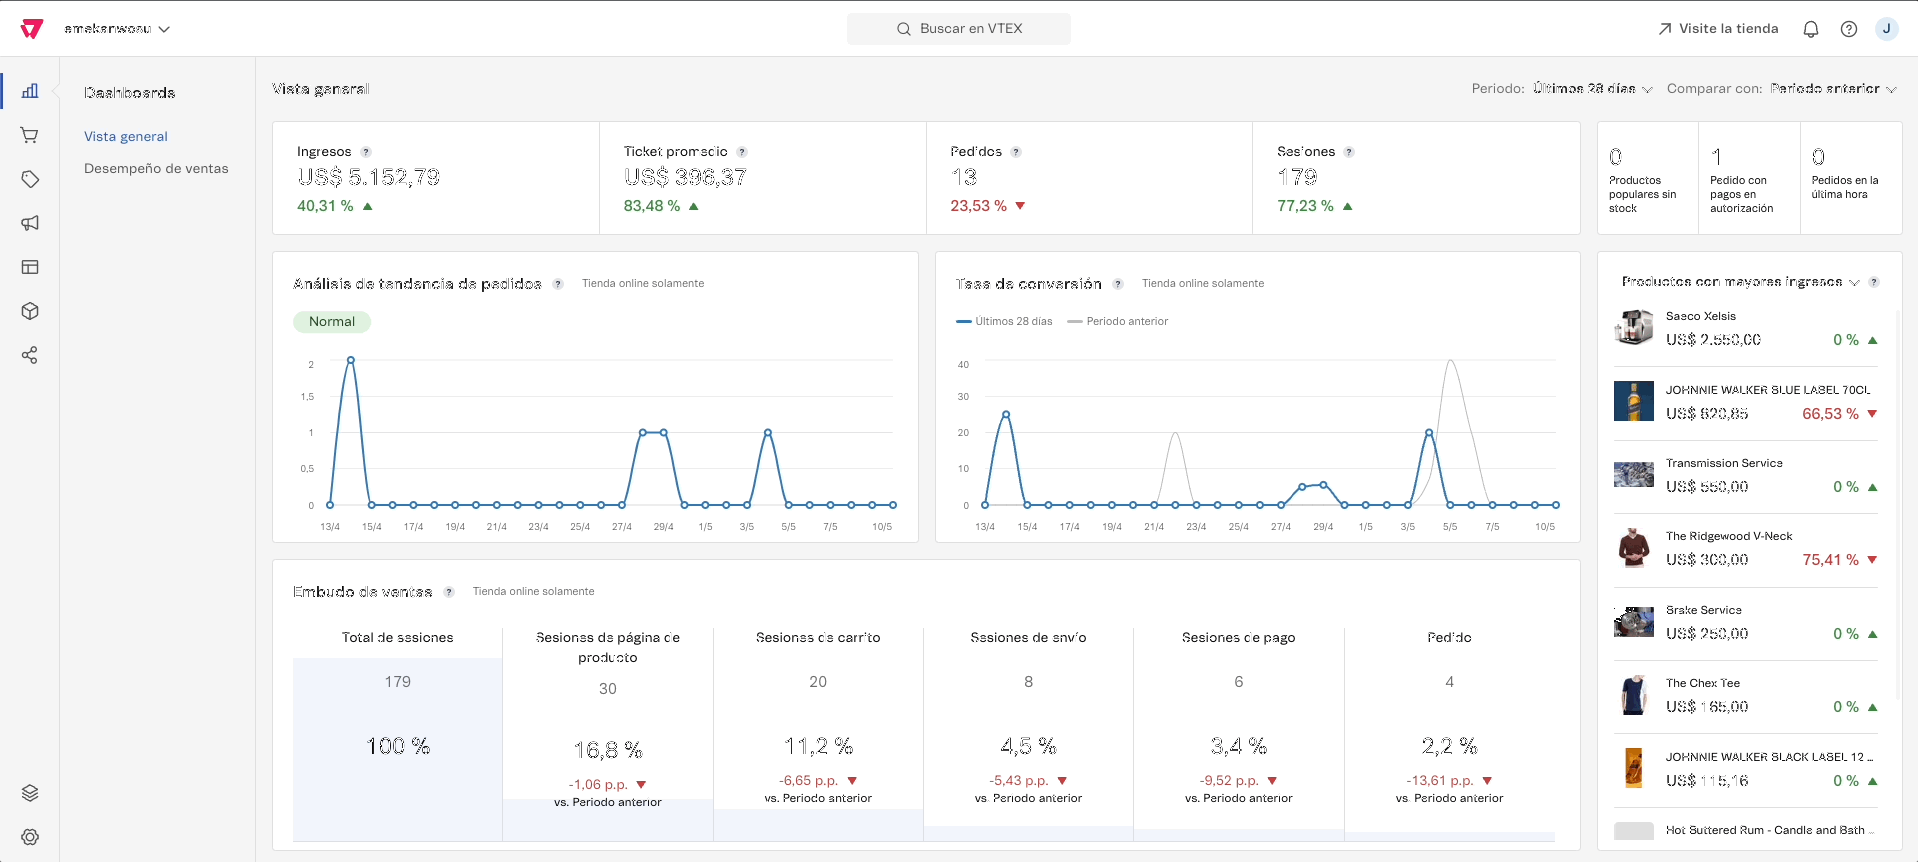 emekanwosu
Buscar en VTEX
Visite la tienda
J
Dashboards
Vista general
Desempeño de ventas
Vista general
Periodo: Últimos 28 días
Comparar con: Periodo anterior
Ingresos ?
US$ 5.152,79
40,31 %
Ticket promedio ?
US$ 396,37
83,48 %
Pedidos ?
13
23,53 %
Sesiones ?
179
77,23 %
0
Productos
populares sin
stock
1
Pedido con
pagos en
autorización
0
Pedidos en la
última hora
Análisis de tendencia de pedidos ? Tienda online solamente
Normal
2
1,5
1
0,5
0
13/4 15/4 17/4 19/4 21/4 23/4 25/4 27/4 29/4 1/5 3/5 5/5 7/5 10/5
Tasa de conversión ? Tienda online solamente
Últimos 28 días Periodo anterior
40
30
20
10
0
13/4 15/4 17/4 19/4 21/4 23/4 25/4 27/4 29/4 1/5 3/5 5/5 7/5 10/5
Embudo de ventas ? Tienda online solamente
Total de sesiones
179
100 %
Sesiones de página de
producto
30
16,8 %
-1,06 p.p.
vs. Periodo anterior
Sesiones de carrito
20
11,2 %
-6,65 p.p.
vs. Periodo anterior
Sesiones de envío
8
4,5 %
-5,43 p.p.
vs. Periodo anterior
Sesiones de pago
6
3,4 %
-9,52 p.p.
vs. Periodo anterior
Pedido
4
2,2 %
-13,61 p.p.
vs. Periodo anterior
Productos con mayores ingresos ?
Saeco Xelsis
US$ 2.550,00 0 %
JOHNNIE WALKER BLUE LABEL 70CL
US$ 820,85 66,53 %
Transmission Service
US$ 550,00 0 %
The Ridgewood V-Neck
US$ 300,00 75,41 %
Brake Service
US$ 250,00 0 %
The Chex Tee
US$ 165,00 0 %
JOHNNIE WALKER BLACK LABEL 12 ...
US$ 115,16 0 %
Hot Buttered Rum - Candle and Bath ...